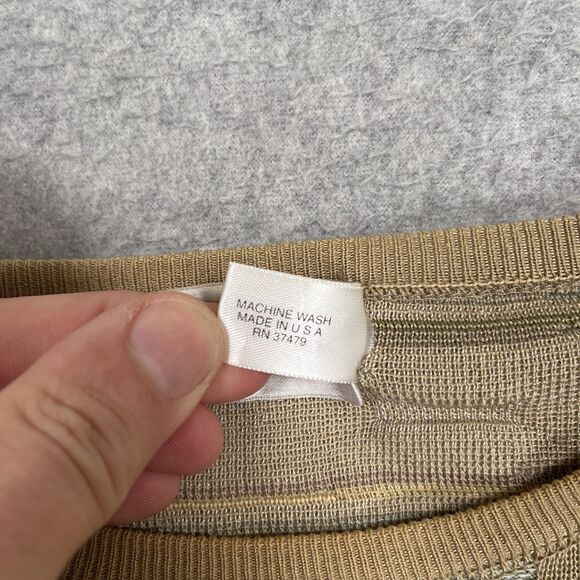 MACHINE WASH
MADE IN U S A
RN 37479